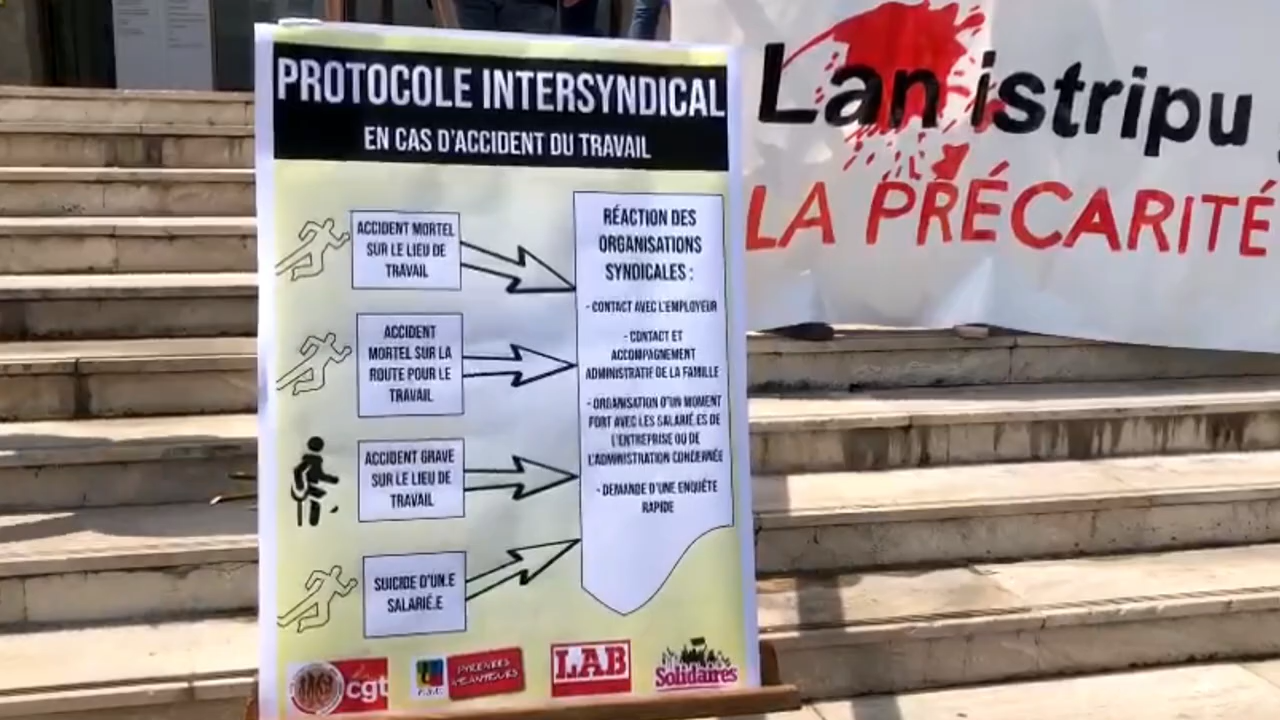 PROTOCOLE INTERSYNDICAL
EN CAS D'ACCIDENT DU TRAVAIL
ACCIDENT MORTEL
SUR LE LIEU DE
TRAVAIL
ACCIDENT
MORTEL SUR LA
ROUTE POUR LE
TRAVAIL
ACCIDENT GRAVE
SUR LE LIEU DE
TRAVAIL
SUICIDE D'UN.E
SALARIÉ.E
RÉACTION DES
ORGANISATIONS
SYNDICALES :
- CONTACT AVEC L'EMPLOYEUR
- CONTACT ET
ACCOMPAGNEMENT
ADMINISTRATIF DE LA FAMILLE
- ORGANISATION D'UN MOMENT
FORT AVEC LES SALARIÉ.ES DE
L'ENTREPRISE OU DE
L'ADMINISTRATION CONCERNÉE
- DEMANDE D'UNE ENQUÊTE
RAPIDE
cgt
PYRENEES
LAB
Solidaires
Lan istripu
LA PRÉCARITÉ